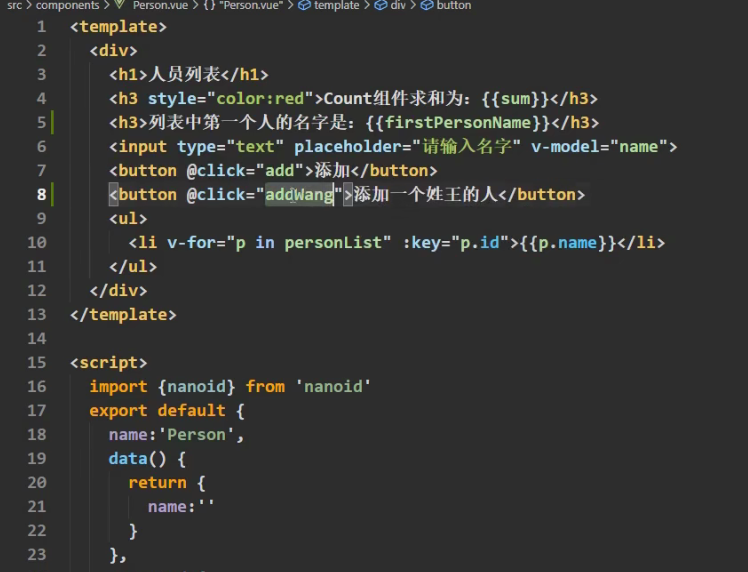 src > components > Person.vue > {} "Person.vue" > template > div > button
1 <template>
2 <div>
3 <h1>人员列表</h1>
4 <h3 style="color:red">Count组件求和为：{{sum}}</h3>
5 <h3>列表中第一个人的名字是：{{firstPersonName}}</h3>
6 <input type="text" placeholder="请输入名字" v-model="name">
7 <button @click="add">添加</button>
8 <button @click="addWang">添加一个姓王的人</button>
9 <ul>
10 <li v-for="p in personList" :key="p.id">{{p.name}}</li>
11 </ul>
12 </div>
13 </template>
14
15 <script>
16 import {nanoid} from 'nanoid'
17 export default {
18 name:'Person',
19 data() {
20 return {
21 name:''
22 }
23 },